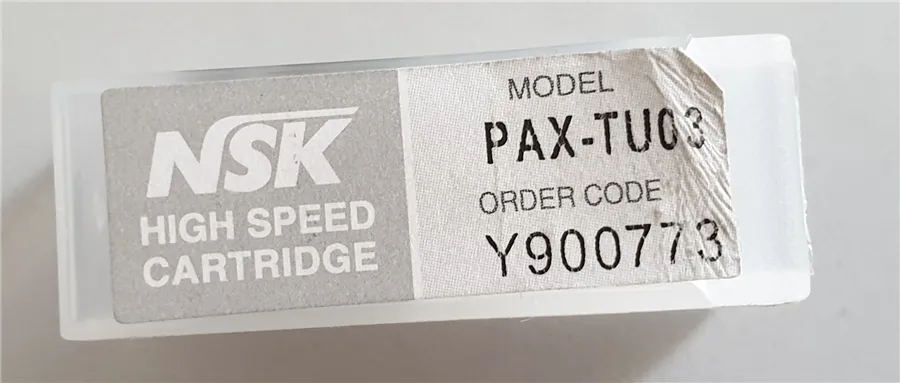 NSK
HIGH SPEED
CARTRIDGE
MODEL
PAX-TU03
ORDER CODE
Y900773